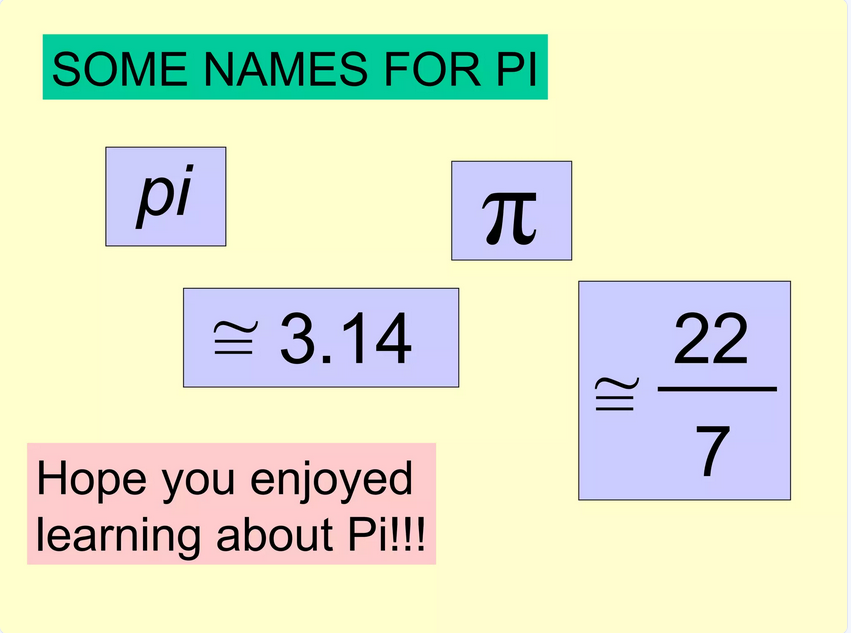 SOME NAMES FOR PI
pi
π
≅ 3.14
≅ 22
7
Hope you enjoyed
learning about Pi!!!